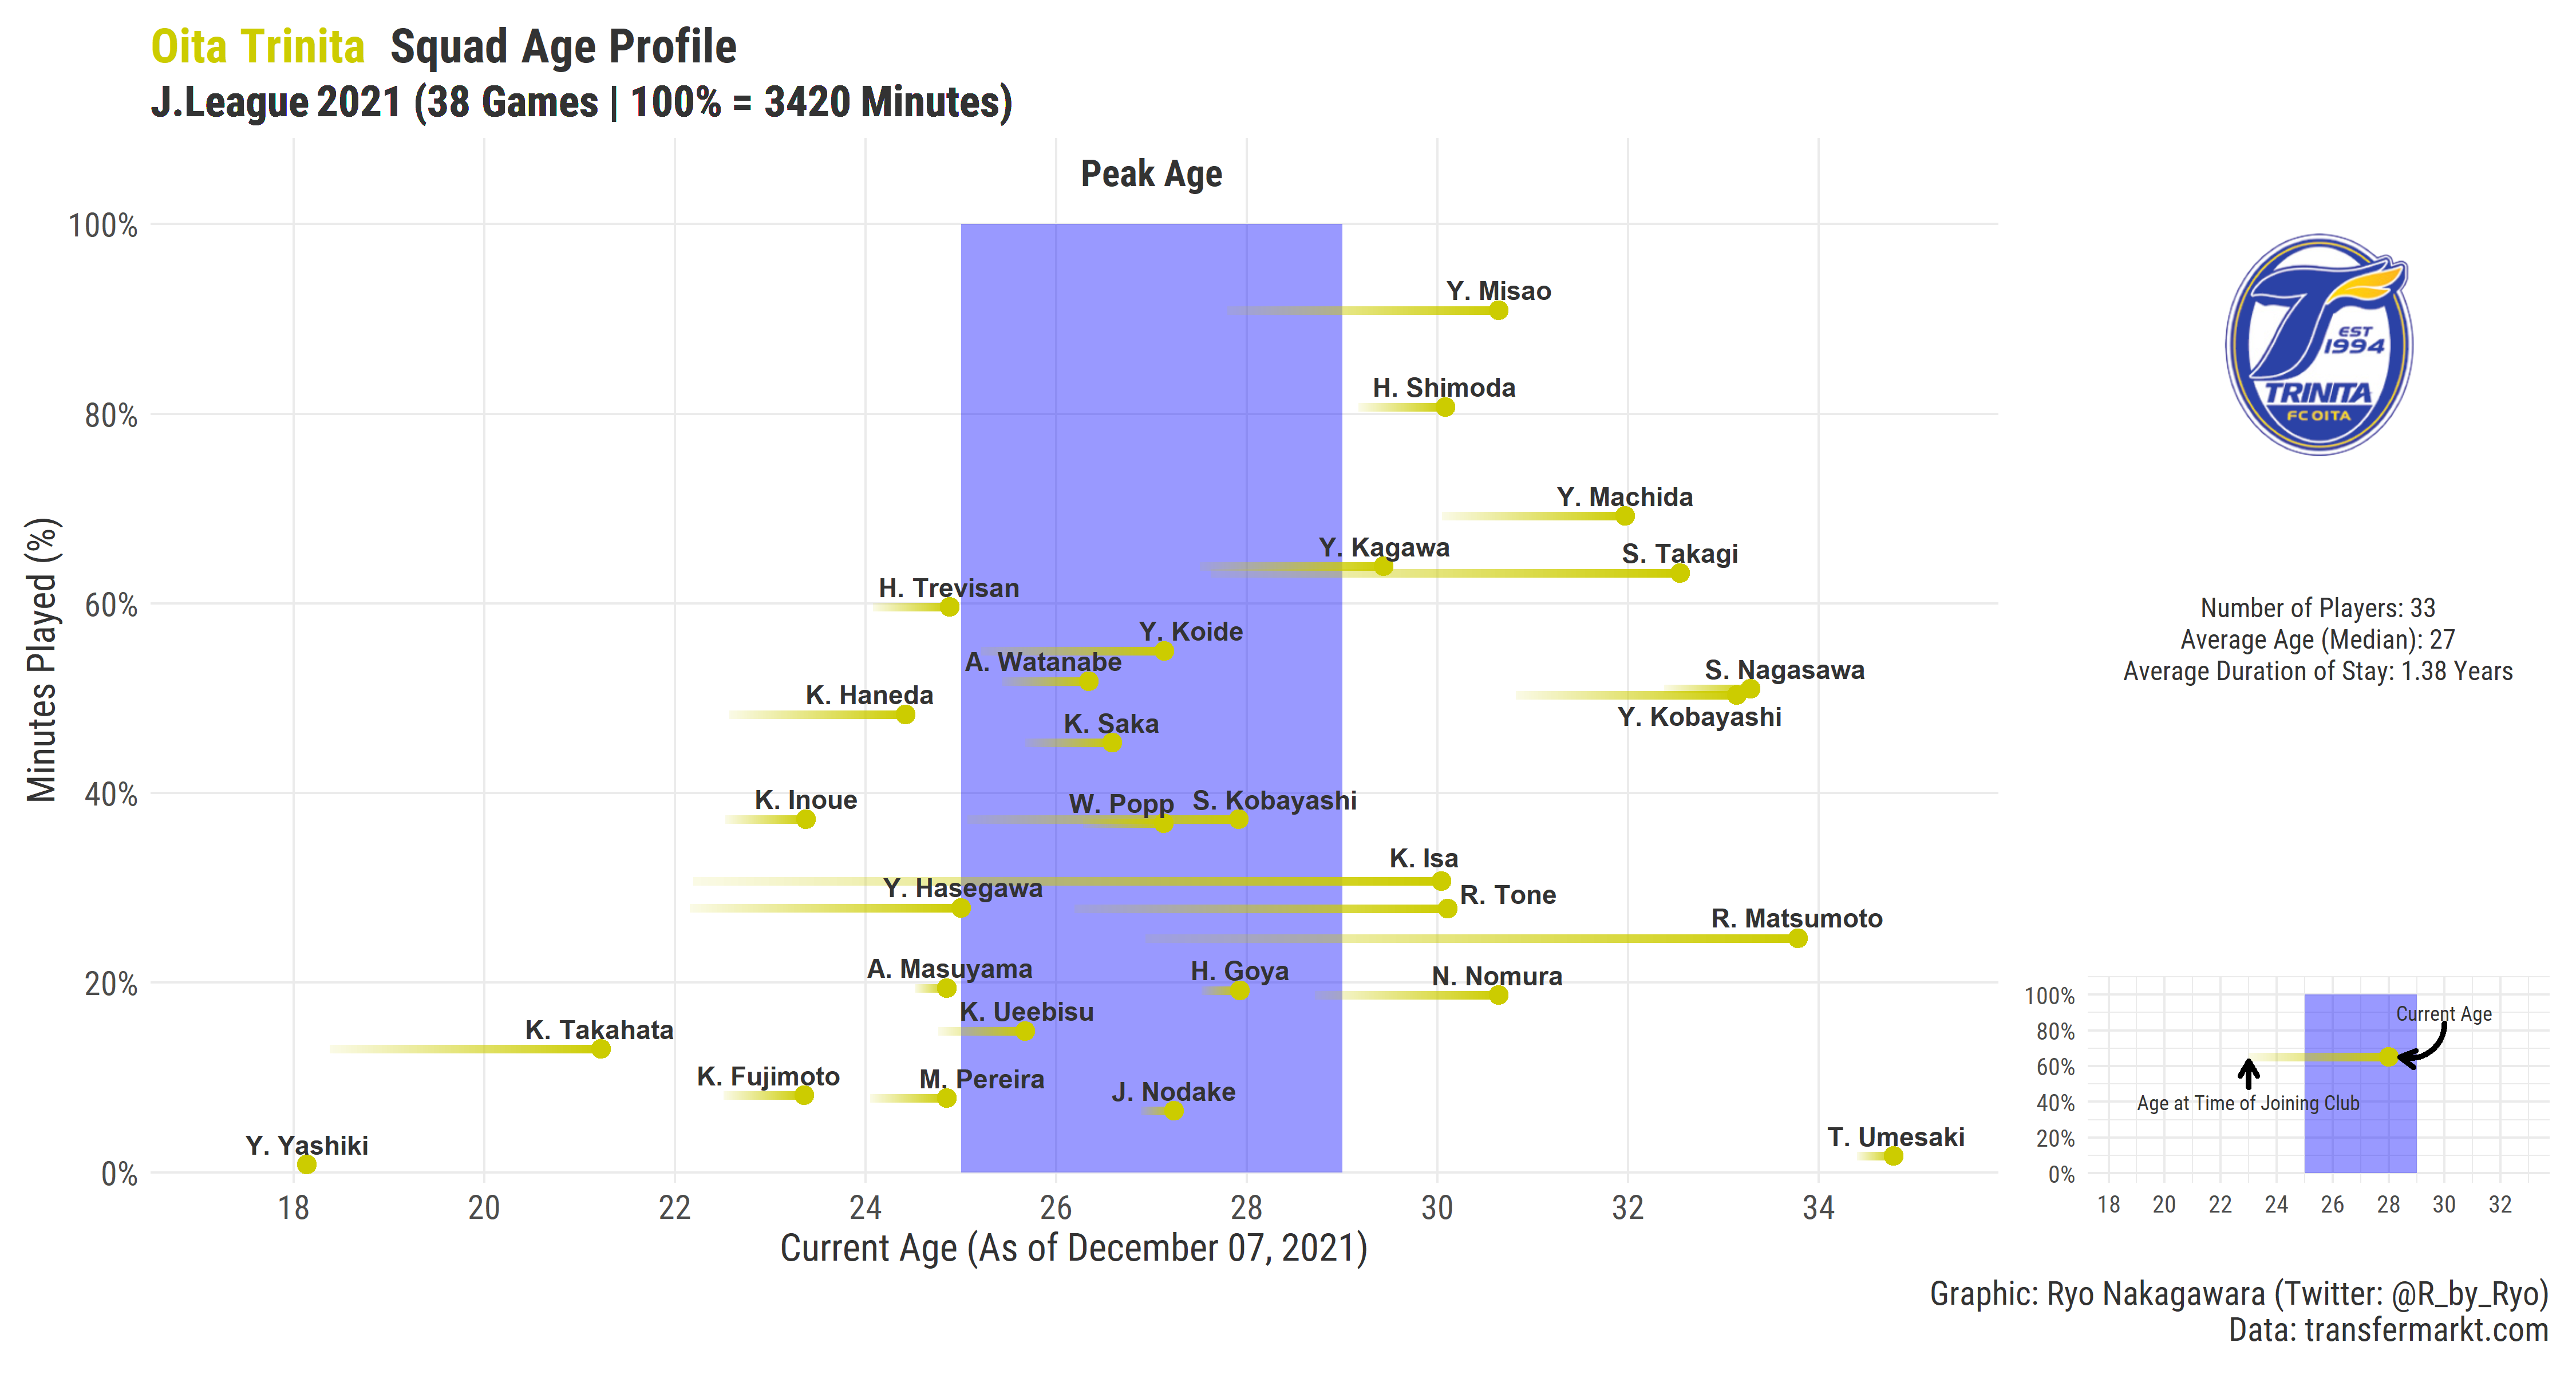 Oita Trinita Squad Age Profile
J.League 2021 (38 Games | 100% = 3420 Minutes)
Peak Age
100%
80%
60%
40%
20%
0%
Minutes Played (%)
Y. Misao
H. Shimoda
Y. Machida
Y. Kagawa
S. Takagi
H. Trevisan
Y. Koide
A. Watanabe
S. Nagasawa
K. Haneda
Y. Kobayashi
K. Saka
K. Inoue
W. Popp
S. Kobayashi
K. Isa
Y. Hasegawa
R. Tone
R. Matsumoto
A. Masuyama
H. Goya
N. Nomura
K. Ueebisu
K. Takahata
K. Fujimoto
M. Pereira
J. Nodake
Y. Yashiki
T. Umesaki
18 20 22 24 26 28 30 32 34
Current Age (As of December 07, 2021)
EST
1994
TRINITA
FC OITA
Number of Players: 33
Average Age (Median): 27
Average Duration of Stay: 1.38 Years
100%
80%
60%
40%
20%
0%
Current Age
Age at Time of Joining Club
18 20 22 24 26 28 30 32
Graphic: Ryo Nakagawara (Twitter: @R_by_Ryo)
Data: transfermarkt.com